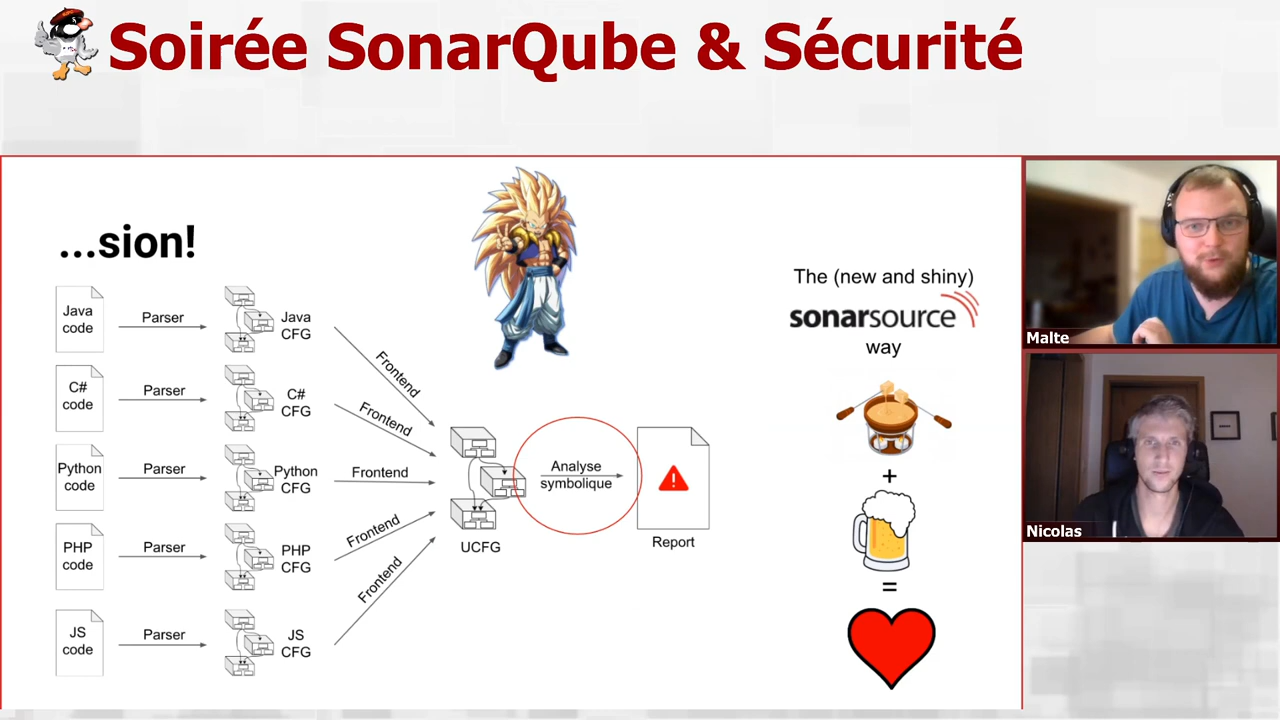 Soirée SonarQube & Sécurité
...sion!
Java
code
Parser
Java
CFG
Frontend
C#
code
Parser
C#
CFG
Frontend
Python
code
Parser
Python
CFG
Frontend
PHP
code
Parser
PHP
CFG
Frontend
JS
code
Parser
JS
CFG
Frontend
UCFG
Analyse
symbolique
!
Report
The (new and shiny)
sonarsource
way
+
=
Malte
Nicolas